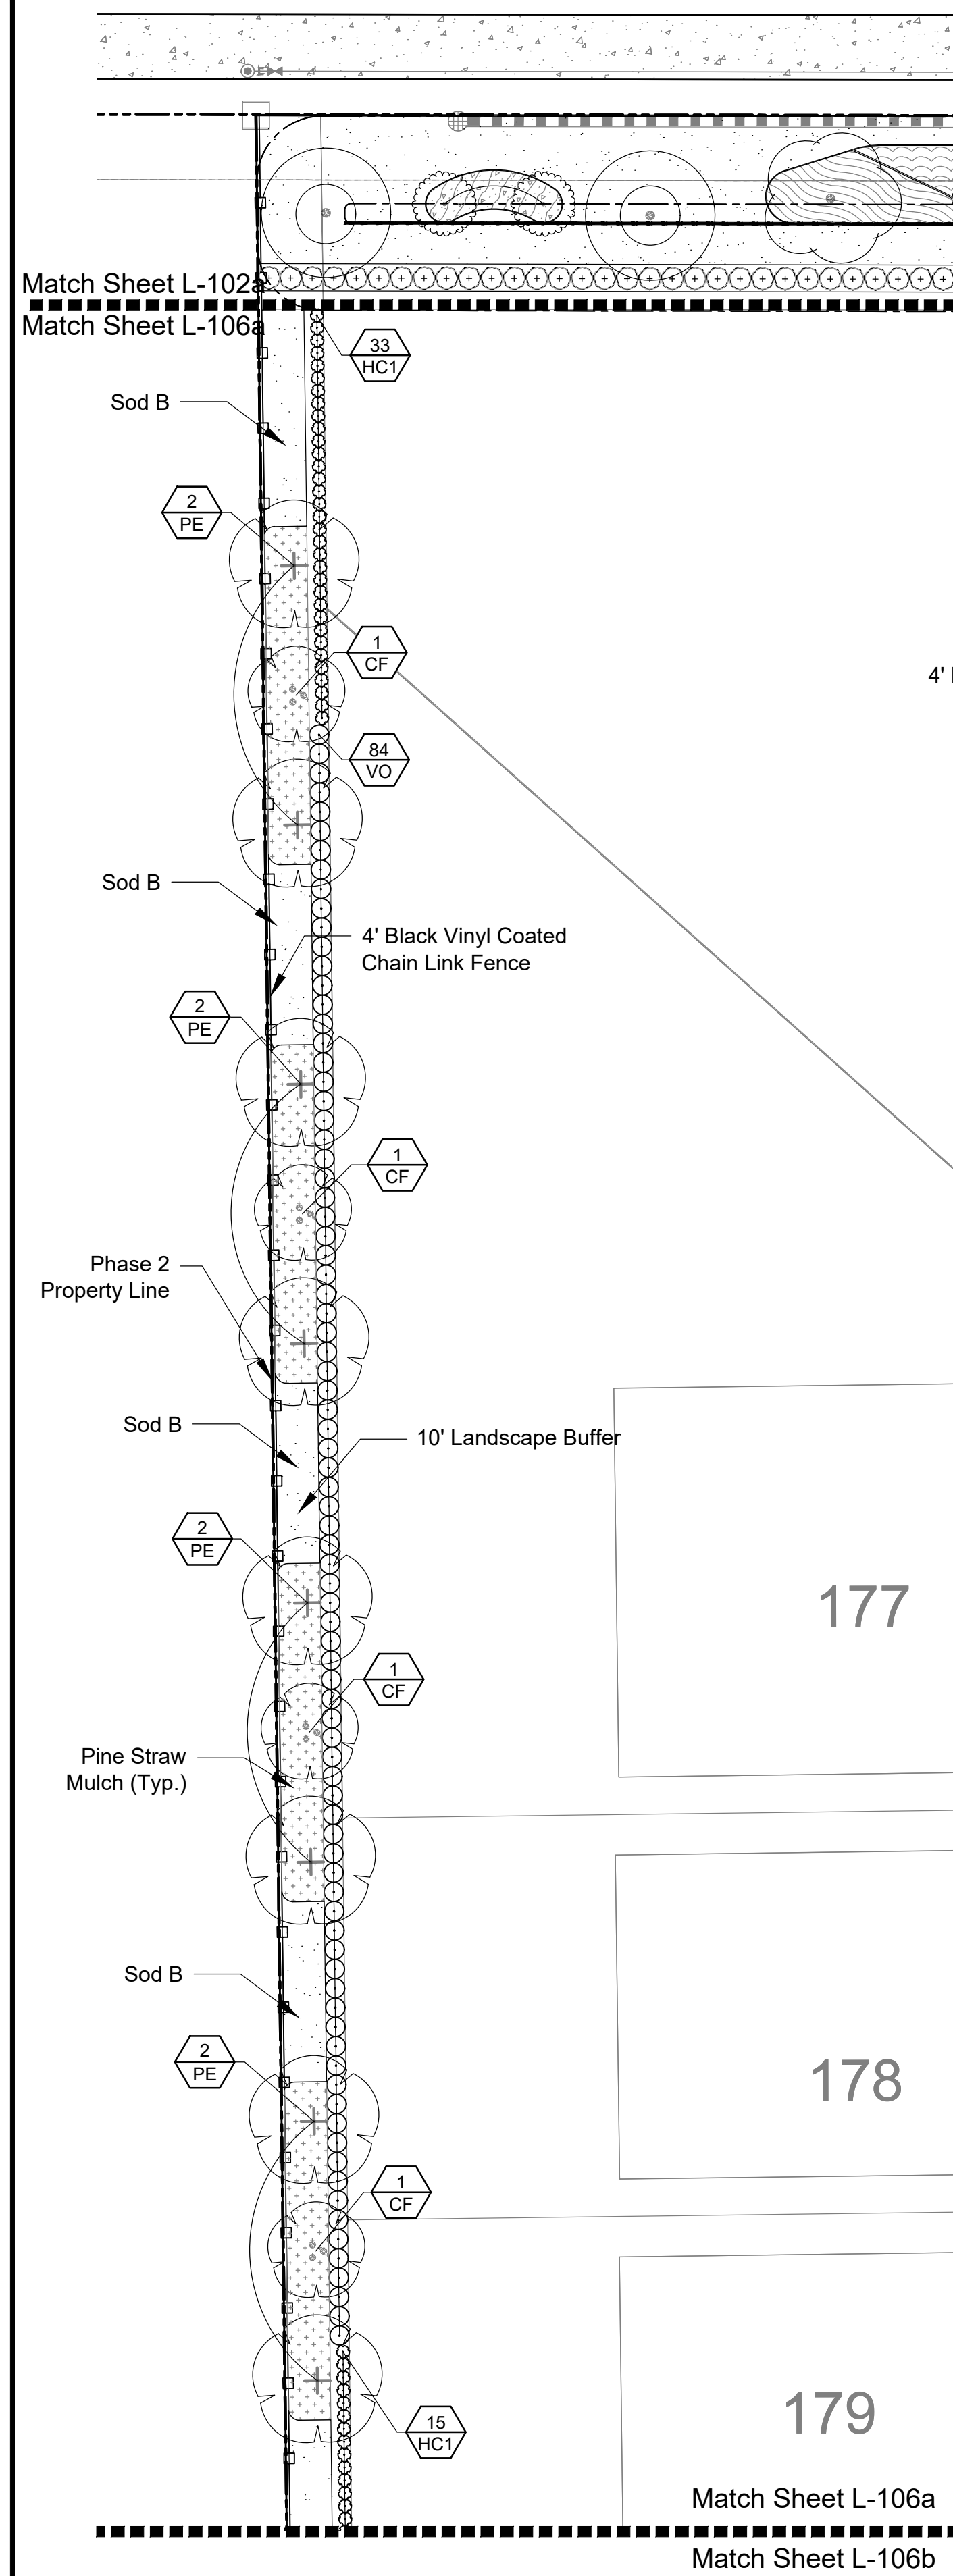 Match Sheet L-102a
Match Sheet L-106a
33
HC1
Sod B
2
PE
1
CF
4'
84
VO
Sod B
4' Black Vinyl Coated
Chain Link Fence
2
PE
1
CF
Phase 2
Property Line
Sod B
10' Landscape Buffer
2
PE
177
1
CF
Pine Straw
Mulch (Typ.)
Sod B
2
PE
178
1
CF
179
15
HC1
Match Sheet L-106a
Match Sheet L-106b